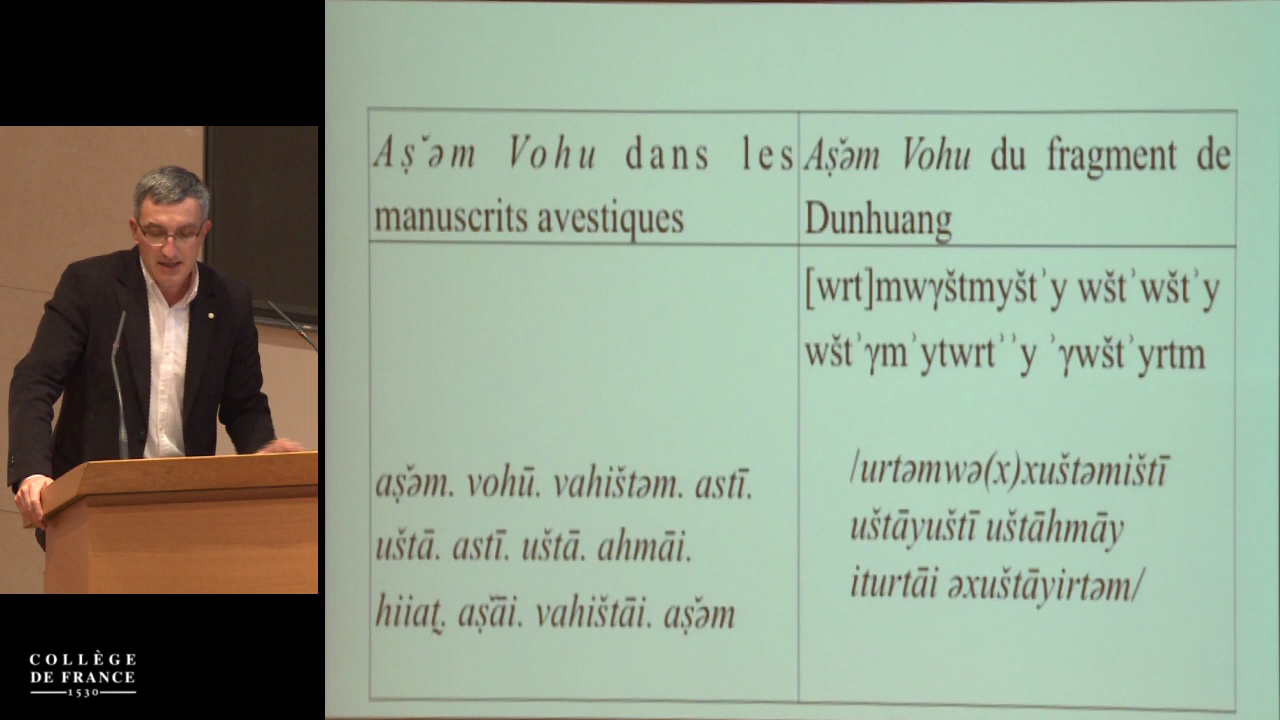 Aṣ̌əm Vohu dans les
manuscrits avestiques
aṣ̌əm. vohū. vahištəm. astī.
uštā. astī. uštā. ahmāi.
hiiat̰. aṣ̌āi. vahištāi. aṣ̌əm
Aṣ̌əm Vohu du fragment de
Dunhuang
[wrt]mwγštmyštʾy wštʾwštʾy
wštʾγmʾytwrtʾʾy ʾγwštʾyrtm
/urtəmwə(x)xuštəmištī
uštāyuštī uštāhmāy
iturtāi əxuštāyirtəm/
COLLÈGE
DE FRANCE
1530